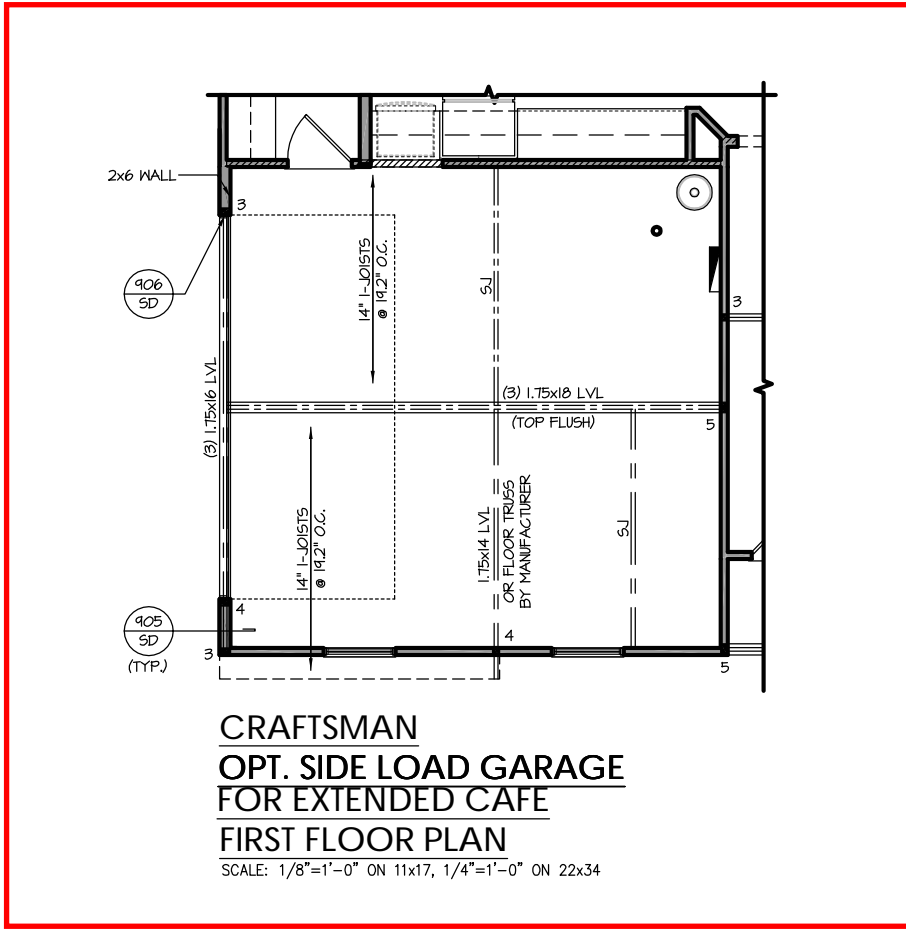 2x6 WALL
3
906
SD
14" I-JOISTS
@ 19.2" O.C.
SJ
3
(3) 1.75x16 LVL
(3) 1.75x18 LVL
(TOP FLUSH)
5
14" I-JOISTS
@ 19.2" O.C.
1.75x14 LVL
OR FLOOR TRUSS
BY MANUFACTURER
SJ
4
905
SD
(TYP.)
3
4
5
CRAFTSMAN
OPT. SIDE LOAD GARAGE
FOR EXTENDED CAFE
FIRST FLOOR PLAN
SCALE: 1/8"=1'-0" ON 11x17, 1/4"=1'-0" ON 22x34